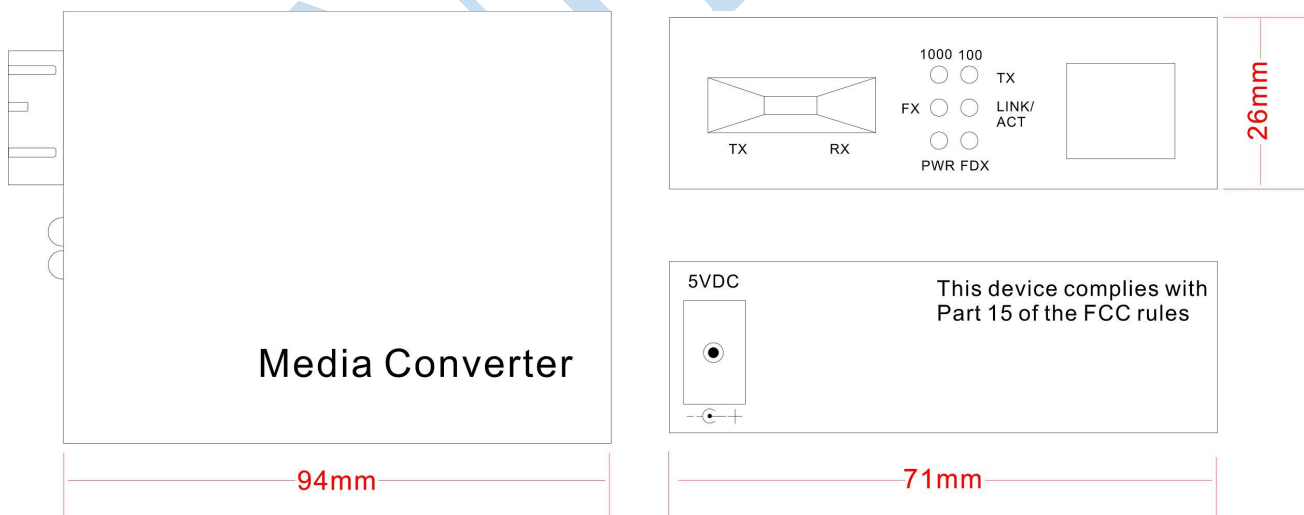 Media Converter
94mm
1000 100
TX
FX
LINK/
ACT
PWR FDX
TX RX
26mm
5VDC
This device complies with
Part 15 of the FCC rules
71mm